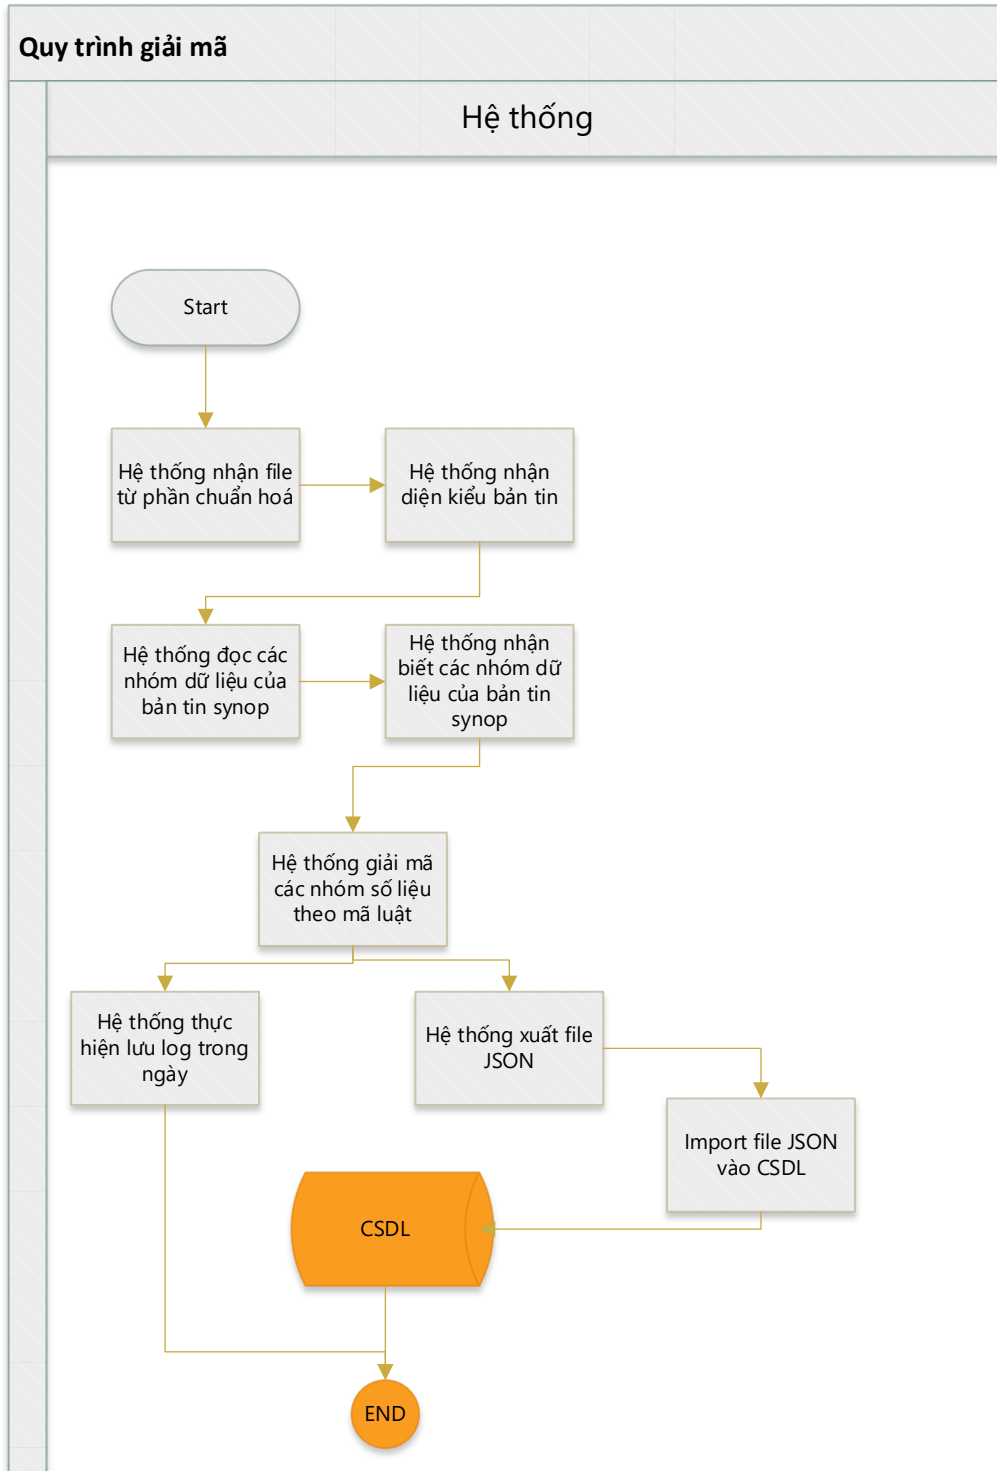 Quy trình giải mã
Hệ thống
Start
Hệ thống nhận file
từ phần chuẩn hoá
Hệ thống nhận
diện kiểu bản tin
Hệ thống đọc các
nhóm dữ liệu của
bản tin synop
Hệ thống nhận
biết các nhóm dữ
liệu của bản tin
synop
Hệ thống giải mã
các nhóm số liệu
theo mã luật
Hệ thống thực
hiện lưu log trong
ngày
Hệ thống xuất file
JSON
Import file JSON
vào CSDL
CSDL
END